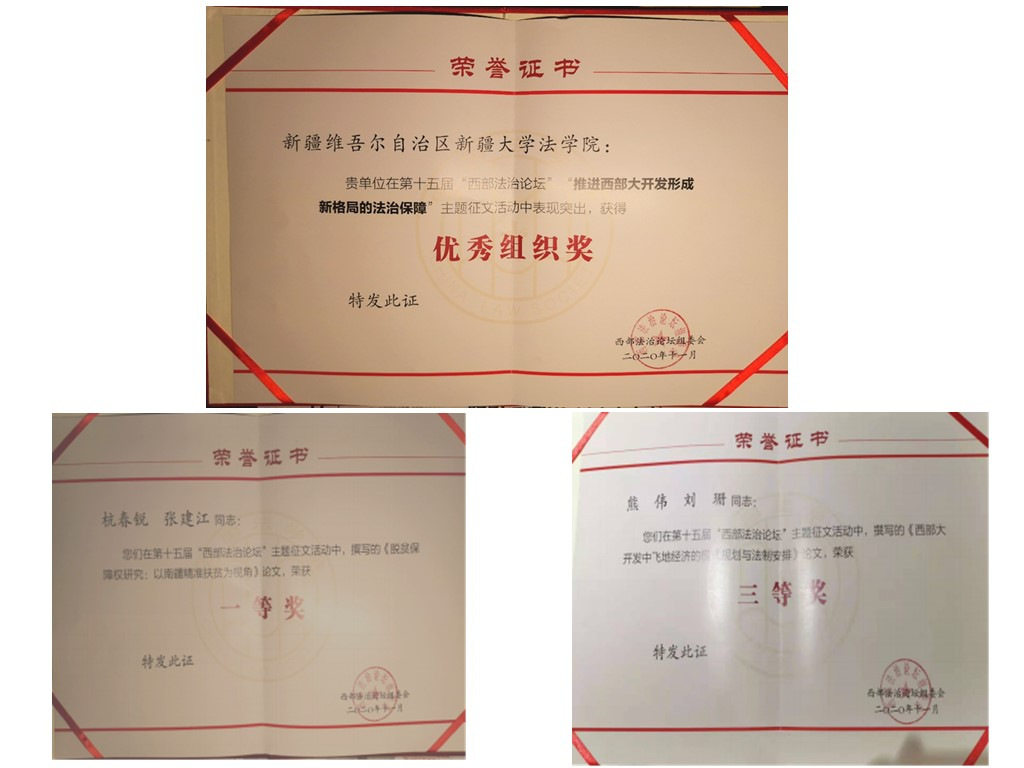 荣誉证书
新疆维吾尔自治区新疆大学法学院：
贵单位在第十五届“西部法治论坛”“推进西部大开发形成
新格局的法治保障”主题征文活动中表现突出，获得
优秀组织奖
特发此证
西部法治论坛组委会
二〇二〇年十一月
荣誉证书
杭春锐 张建江同志：
您们在第十五届“西部法治论坛”主题征文活动中，撰写的《脱贫保
障权研究：以南疆精准扶贫为视角》论文，荣获
一等奖
特发此证
西部法治论坛组委会
二〇二〇年十一月
荣誉证书
熊伟 刘珊同志：
您们在第十五届“西部法治论坛”主题征文活动中，撰写的《西部大
开发中飞地经济的规划与法制安排》论文，荣获
三等奖
特发此证
西部法治论坛组委会
二〇二〇年十一月